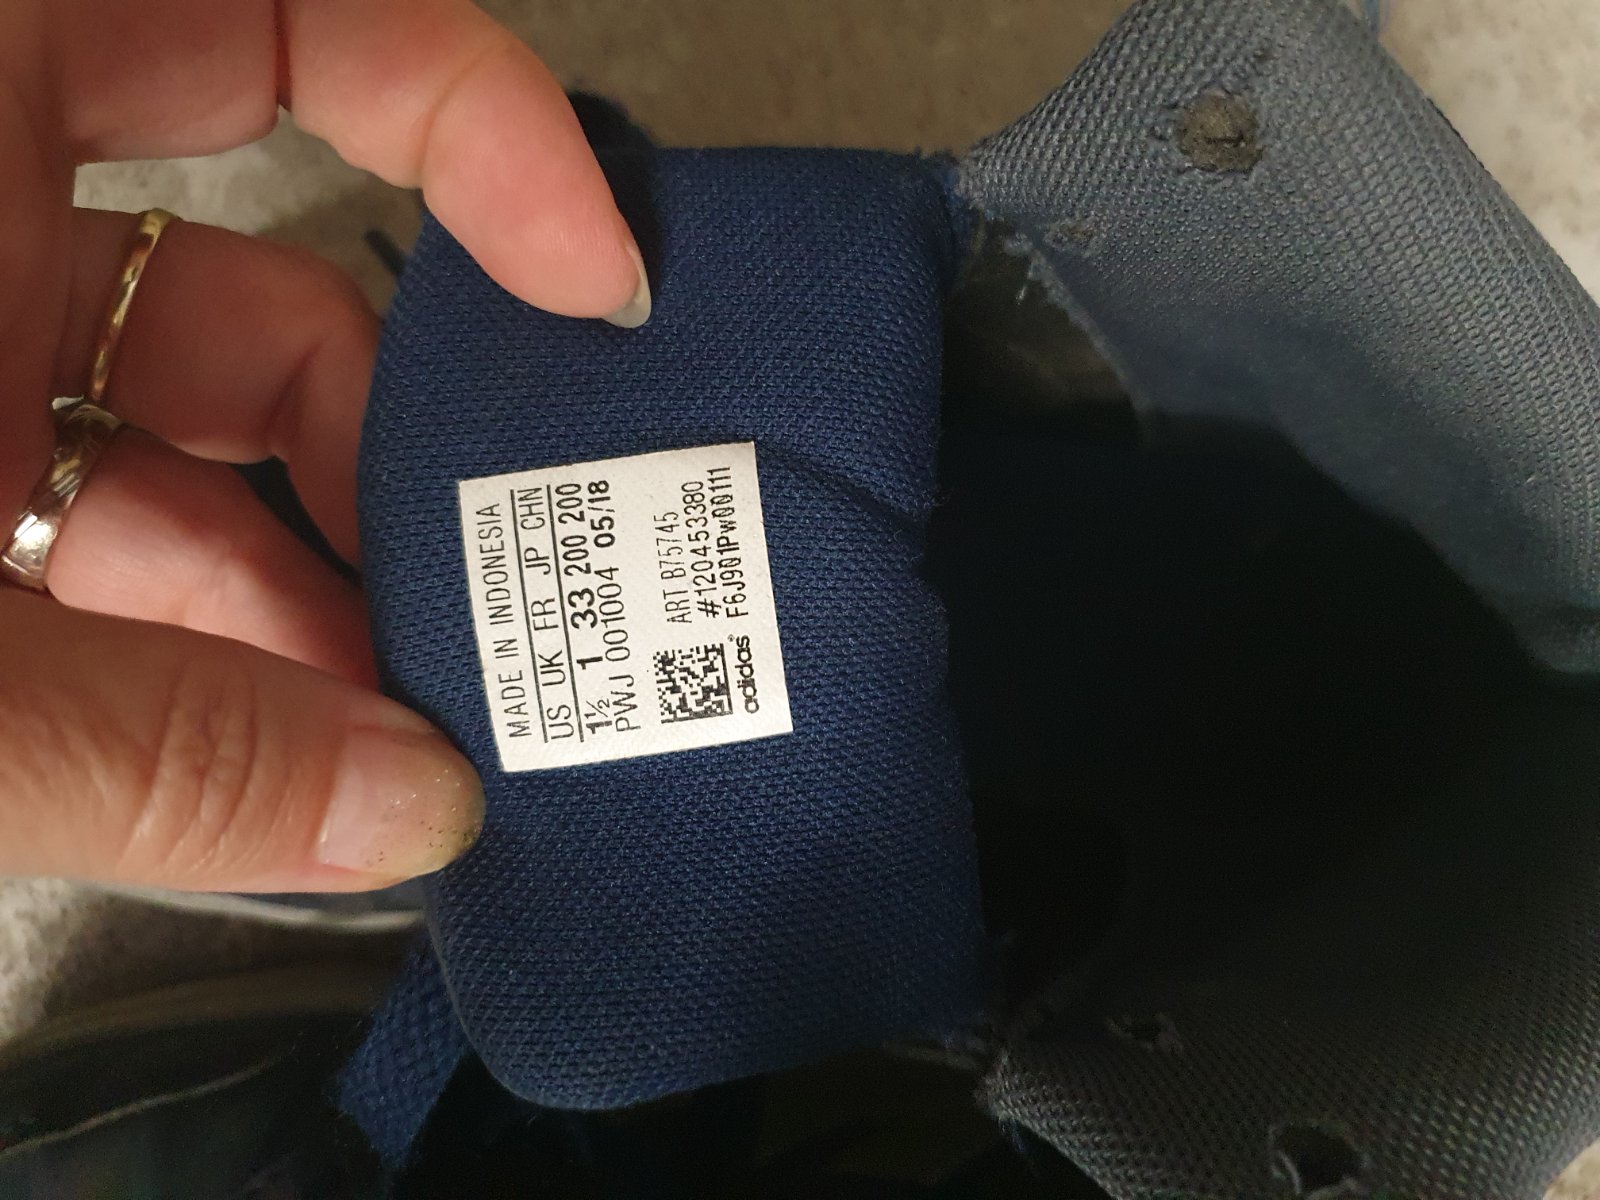 MADE IN INDONESIA
US UK FR JP CHN
1½ 1 33 200 200
PWJ 001004 05/18
ART B75745
#120453380
F6J901Pw00111
adidas®